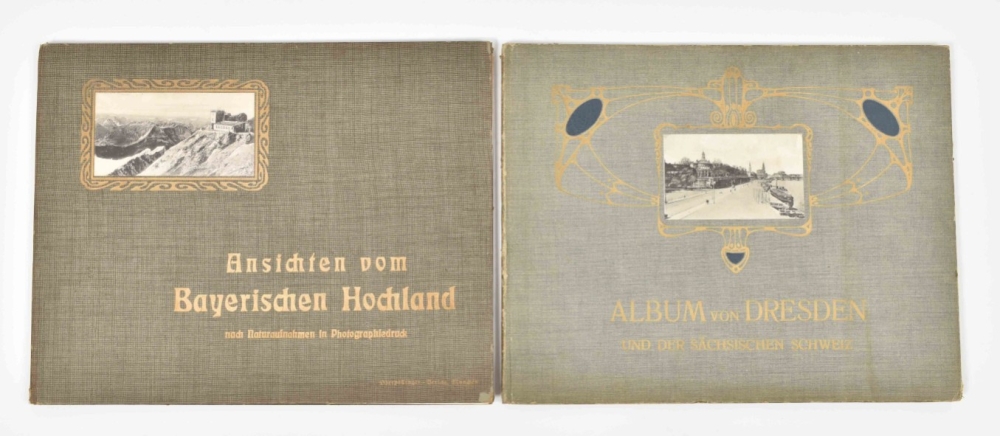 Ansichten vom
Bayerischen Hochland
nach Naturaufnahmen in Photographiedruck
ALBUM VON DRESDEN
UND DER SÄCHSISCHEN SCHWEIZ